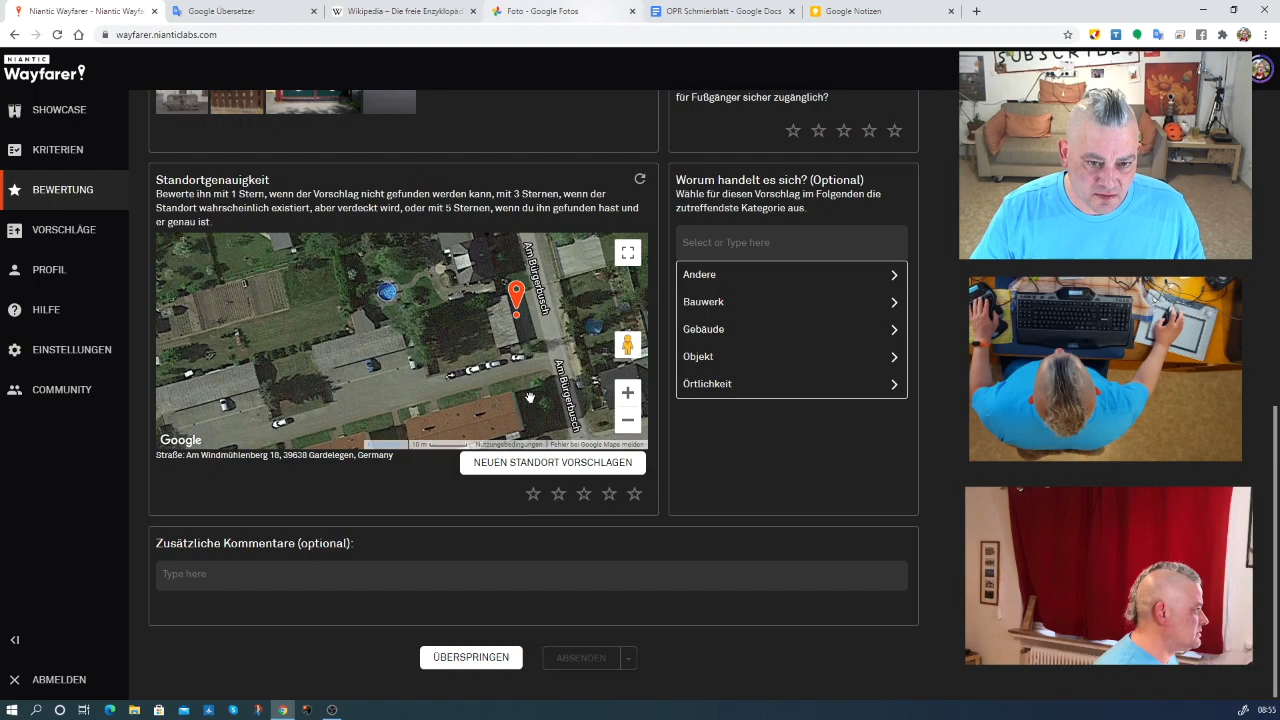 Niantic Wayfarer - Niantic Wayfa
Google Übersetzer
Wikipedia – Die freie Enzyklopäd
Foto - Google Fotos
OPR Schmierblatt - Google Docs
Google Notizen
wayfarer.nianticlabs.com
NIANTIC
Wayfarer
SUBSCRIBE
SHOWCASE
KRITERIEN
BEWERTUNG
VORSCHLÄGE
PROFIL
HILFE
EINSTELLUNGEN
COMMUNITY
ABMELDEN
für Fußgänger sicher zugänglich?
Standortgenauigkeit
Bewerte ihn mit 1 Stern, wenn der Vorschlag nicht gefunden werden kann, mit 3 Sternen, wenn der
Standort wahrscheinlich existiert, aber verdeckt wird, oder mit 5 Sternen, wenn du ihn gefunden hast und
er genau ist.
Am Bürgerbusch
Am Bürgerbusch
Google
10 m
Nutzungsbedingungen
Fehler bei Google Maps melden
Straße: Am Windmühlenberg 18, 39638 Gardelegen, Germany
NEUEN STANDORT VORSCHLAGEN
Worum handelt es sich? (Optional)
Wähle für diesen Vorschlag im Folgenden die
zutreffendste Kategorie aus.
Select or Type here
Andere
Bauwerk
Gebäude
Objekt
Örtlichkeit
Zusätzliche Kommentare (optional):
Type here
ÜBERSPRINGEN
ABSENDEN
08:55